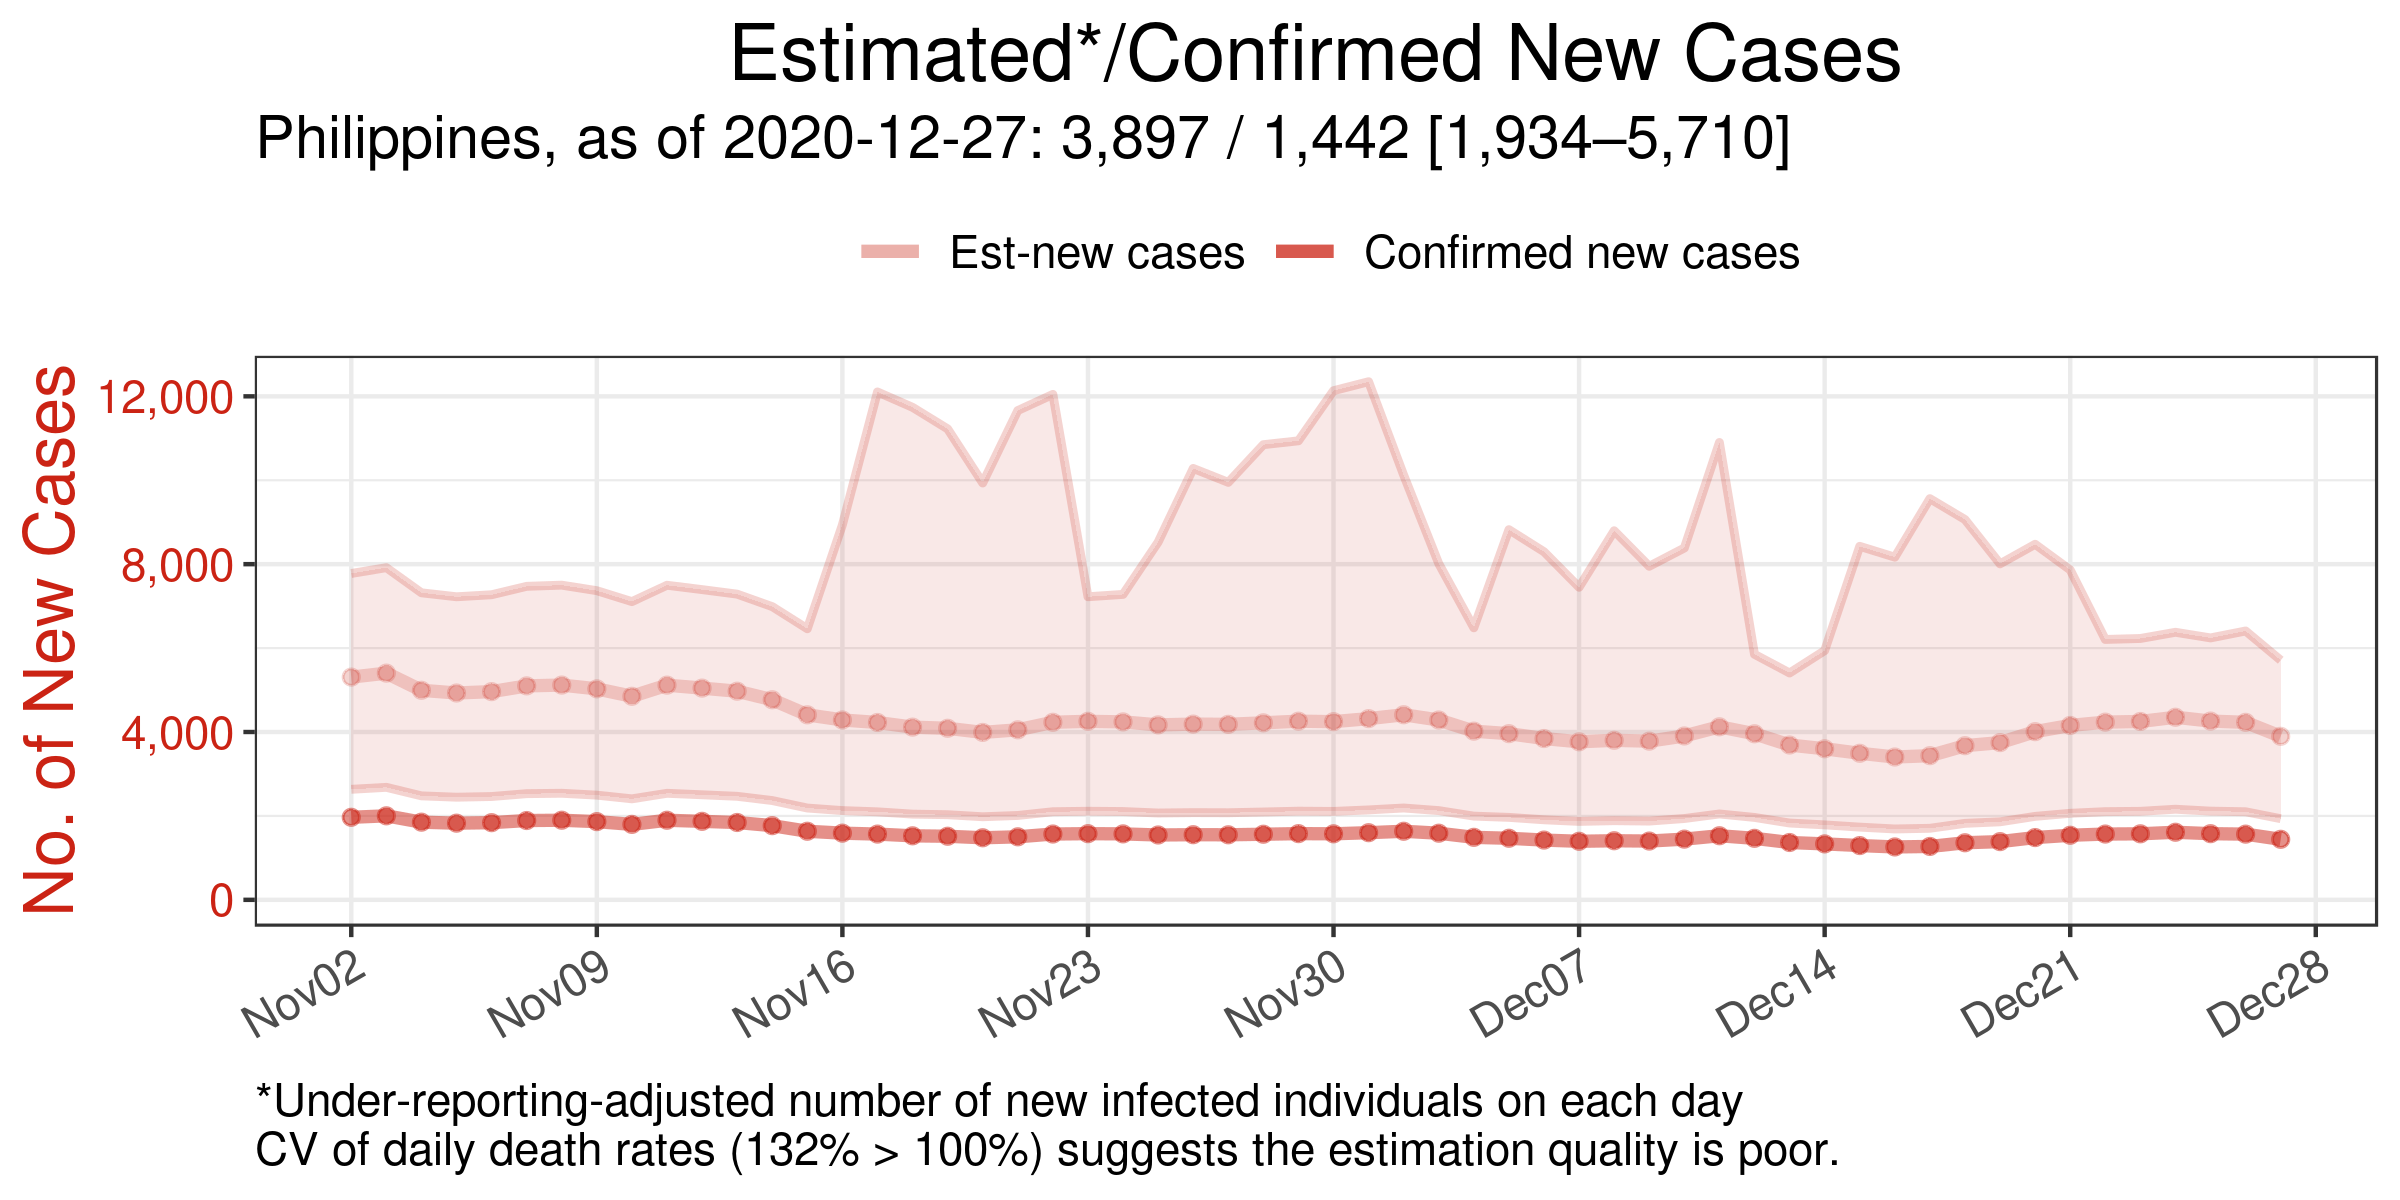 Estimated*/Confirmed New Cases
Philippines, as of 2020-12-27: 3,897 / 1,442 [1,934–5,710]
Est-new cases
Confirmed new cases
No. of New Cases
12,000
8,000
4,000
0
Nov02
Nov09
Nov16
Nov23
Nov30
Dec07
Dec14
Dec21
Dec28
*Under-reporting-adjusted number of new infected individuals on each day
CV of daily death rates (132% > 100%) suggests the estimation quality is poor.